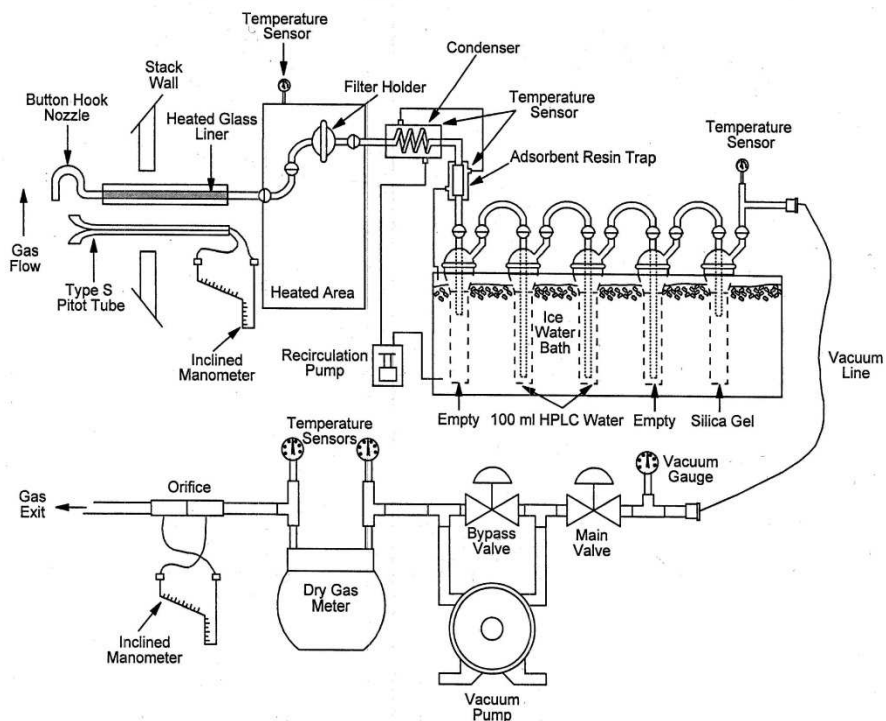 Temperature
Sensor
Condenser
Stack
Wall
Filter Holder
Button Hook
Nozzle
Heated Glass
Liner
Temperature
Sensor
Temperature
Sensor
Adsorbent Resin Trap
Gas
Flow
Type S
Pitot Tube
Heated Area
Ice
Water
Bath
Inclined
Manometer
Recirculation
Pump
Vacuum
Line
Empty
100 ml HPLC Water
Empty
Silica Gel
Temperature
Sensors
Vacuum
Gauge
Gas
Exit
Orifice
Bypass
Valve
Main
Valve
Dry Gas
Meter
Inclined
Manometer
Vacuum
Pump